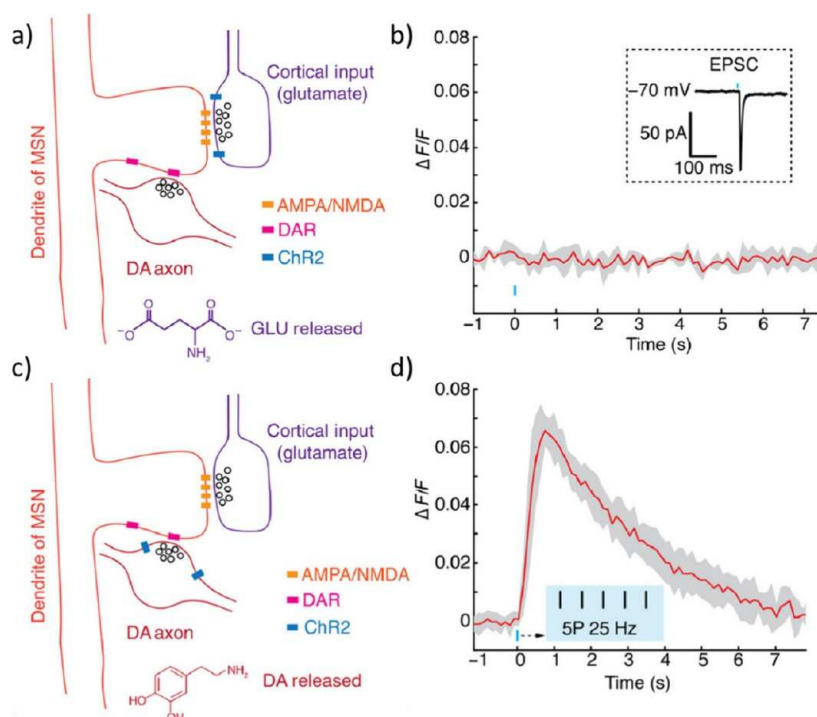 a)
Cortical input
(glutamate)
Dendrite of MSN
AMPA/NMDA
DAR
ChR2
DA axon
O
O
−O
O−
NH2
GLU released
b)
0.08
0.06
0.04
0.02
0
Δ F/F
EPSC
−70 mV
50 pA
100 ms
-1 0 1 2 3 4 5 6 7
Time (s)
c)
Cortical input
(glutamate)
Dendrite of MSN
AMPA/NMDA
DAR
ChR2
DA axon
NH2
HO
OH
DA released
d)
0.08
0.06
0.04
0.02
0
Δ F/F
5P 25 Hz
-1 0 1 2 3 4 5 6 7
Time (s)